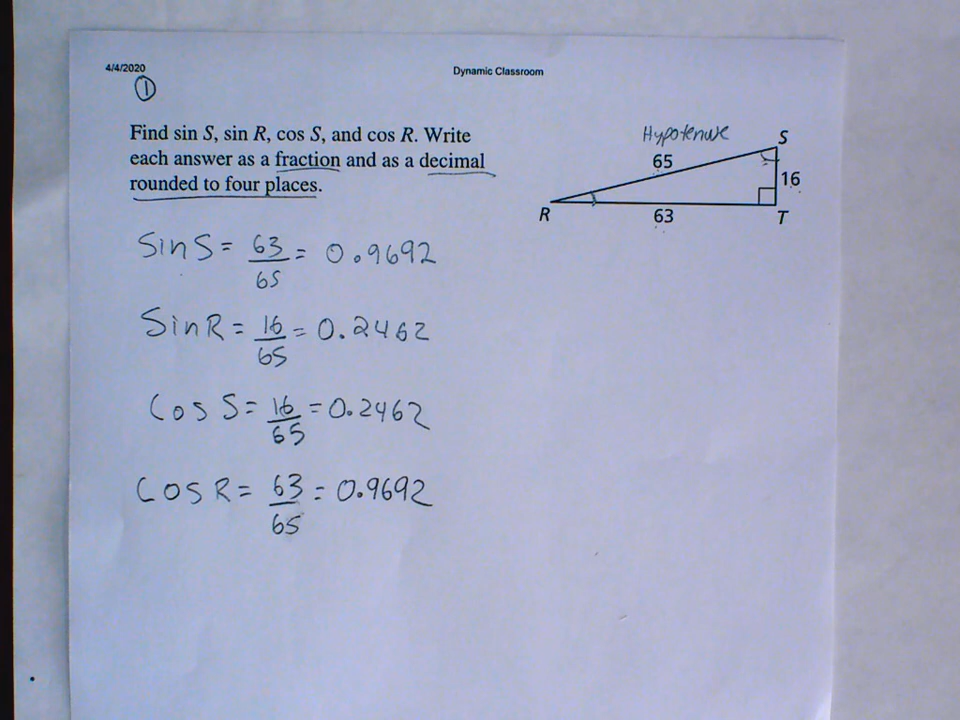 4/4/2020
Dynamic Classroom
1
Find sin S, sin R, cos S, and cos R. Write
each answer as a fraction and as a decimal
rounded to four places.
Hypotenuse
S
65
16
R
63
T
Sin S = 63/65 = 0.9692
Sin R = 16/65 = 0.2462
Cos S = 16/65 = 0.2462
Cos R = 63/65 = 0.9692